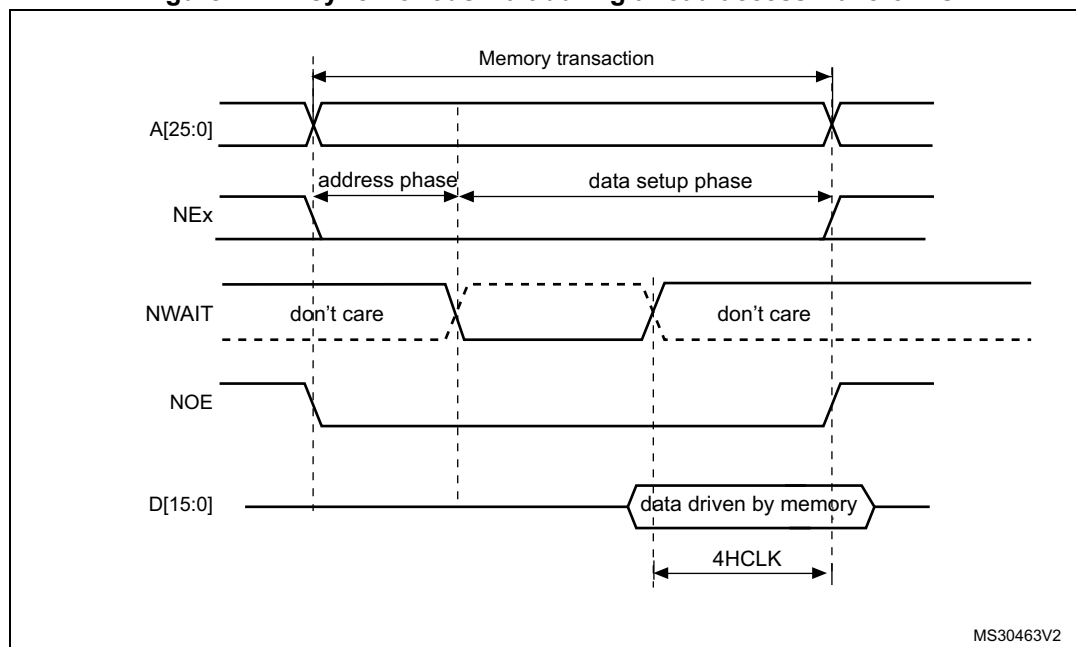 Memory transaction
A[25:0]
address phase
data setup phase
NEx
NWAIT
don't care
don't care
NOE
D[15:0]
data driven by memory
4HCLK
MS30463V2